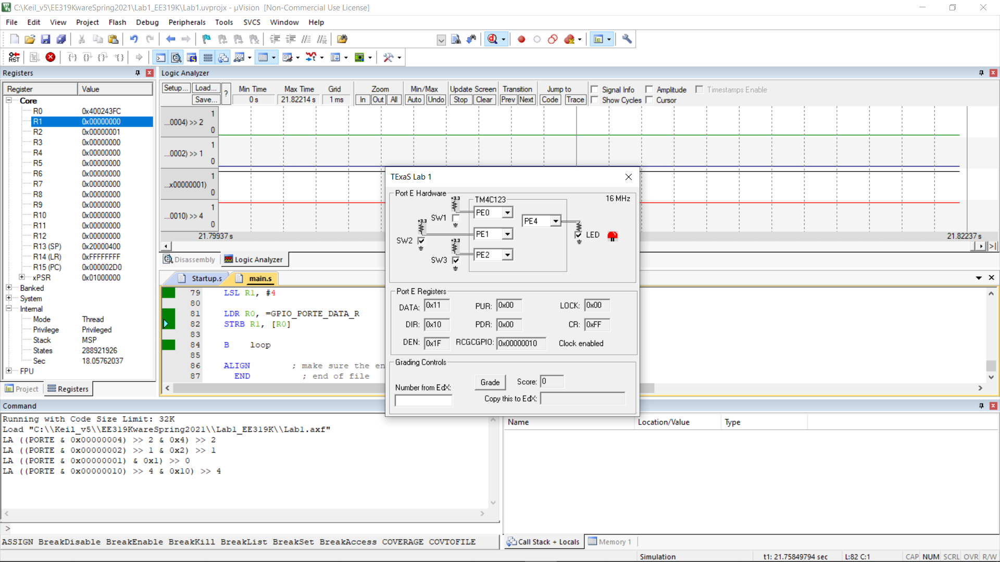 C:\Keil_v5\EE319KwareSpring2021\Lab1_EE319K\Lab1.uvprojx - µVision  [Non-Commercial Use License]
File Edit View Project Flash Debug Peripherals Tools SVCS Window Help
RST
Registers
Register Value
Core
R0 0x400243FC
R1 0x00000000
R2 0x00000001
R3 0x00000000
R4 0x00000000
R5 0x00000000
R6 0x00000000
R7 0x00000000
R8 0x00000000
R9 0x00000000
R10 0x00000000
R11 0x00000000
R12 0x00000000
R13 (SP) 0x20000400
R14 (LR) 0xFFFFFFFF
R15 (PC) 0x000002D0
xPSR 0x01000000
Banked
System
Internal
Mode Thread
Privilege Privileged
Stack MSP
States 288921926
Sec 18.05762037
FPU
Project Registers
Logic Analyzer
Setup... Load... Min Time Max Time Grid Zoom Min/Max Update Screen Transition Jump to Signal Info Amplitude Timestamps Enable
Save... ? 0 s 21.82214 s 1 ms In Out All Auto Undo Stop Clear Prev Next Code Trace Show Cycles Cursor
1
...0004) >> 2
0
1
...0002) >> 1
0
1
...x00000001)
0
1
...0010) >> 4
0
21.79937 s 21.82237 s
Disassembly Logic Analyzer
Startup.s main.s
79 LSL R1, #4
80
81 LDR R0, =GPIO_PORTE_DATA_R
82 STRB R1, [R0]
83
84 B loop
85
86 ALIGN ; make sure the en
87 END ; end of file
TExaS Lab 1
Port E Hardware
16 MHz
TM4C123
+3.3
SW1
PE0
PE4
+3.3
SW2
PE1
LED
+3.3
SW3
PE2
Port E Registers
DATA: 0x11 PUR: 0x00 LOCK: 0x00
DIR: 0x10 PDR: 0x00 CR: 0xFF
DEN: 0x1F RCGCGPIO: 0x00000010 Clock enabled
Grading Controls
Number from EdX: Grade Score: 0
Copy this to EdX:
Command
Running with Code Size Limit: 32K
Load "C:\\Keil_v5\\EE319KwareSpring2021\\Lab1_EE319K\\Lab1.axf"
LA ((PORTE & 0x00000004) >> 2 & 0x4) >> 2
LA ((PORTE & 0x00000002) >> 1 & 0x2) >> 1
LA ((PORTE & 0x00000001) & 0x1) >> 0
LA ((PORTE & 0x00000010) >> 4 & 0x10) >> 4
>
ASSIGN BreakDisable BreakEnable BreakKill BreakList BreakSet BreakAccess COVERAGE COVTOFILE
Name Location/Value Type
Call Stack + Locals Memory 1
Simulation t1: 21.75849794 sec L:82 C:1 CAP NUM SCRL OVR R/W